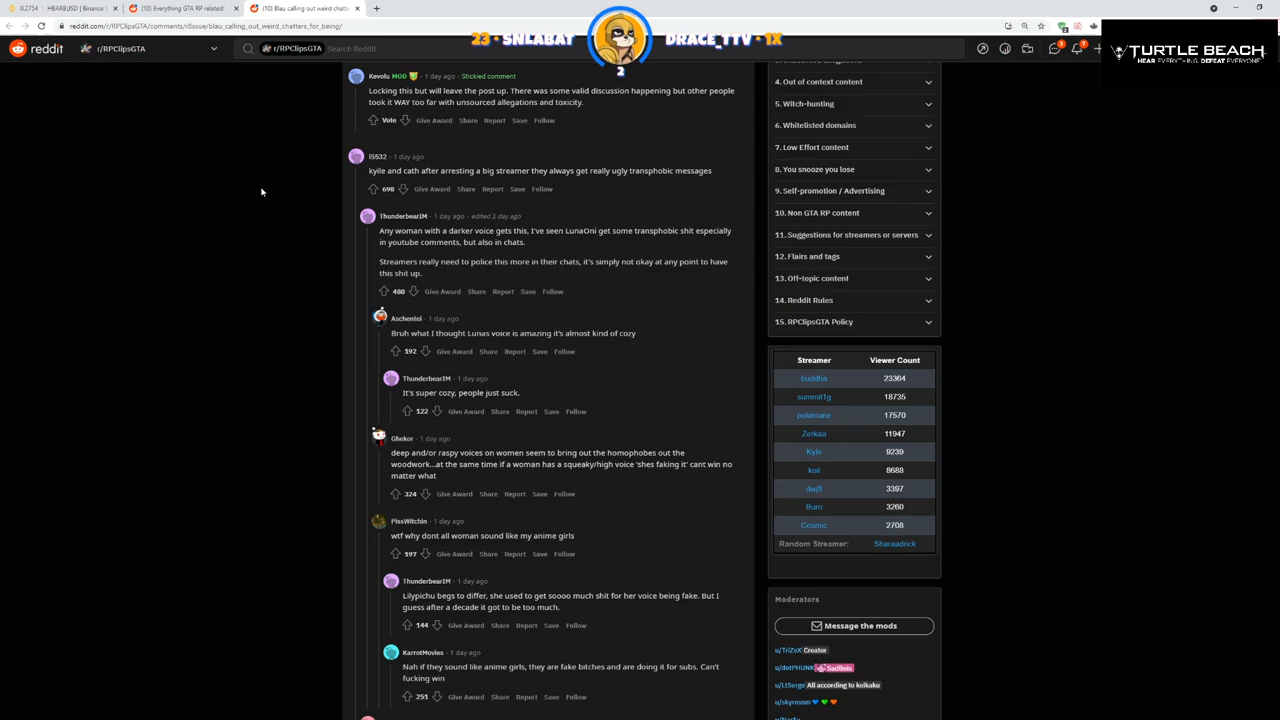 0.2754 HBARUSD | Binance S
(10) Everything GTA RP related!
(10) Blau calling out weird chatters
reddit.com/r/RPClipsGTA/comments/r0sxue/blau_calling_out_weird_chatters_for_being/
23 · SNLABAT
DRACE_TTV · 1X
2
TURTLE BEACH
HEAR EVERYTHING. DEFEAT EVERYONE.
reddit
r/RPClipsGTA
r/RPClipsGTA
Search Reddit
Kevolu MOD · 1 day ago · Stickied comment
Locking this but will leave the post up. There was some valid discussion happening but other people
took it WAY too far with unsourced allegations and toxicity.
Vote Give Award Share Report Save Follow
l5532 · 1 day ago
kyile and cath after arresting a big streamer they always get really ugly transphobic messages
698 Give Award Share Report Save Follow
ThunderbearIM · 1 day ago · edited 1 day ago
Any woman with a darker voice gets this, I've seen LunaOni get some transphobic shit especially
in youtube comments, but also in chats.
Streamers really need to police this more in their chats, it's simply not okay at any point to have
this shit up.
480 Give Award Share Report Save Follow
Aschentei · 1 day ago
Bruh what I thought Lunas voice is amazing it's almost kind of cozy
192 Give Award Share Report Save Follow
ThunderbearIM · 1 day ago
It's super cozy, people just suck.
122 Give Award Share Report Save Follow
Ghekor · 1 day ago
deep and/or raspy voices on women seem to bring out the homophobes out the
woodwork...at the same time if a woman has a squeaky/high voice 'shes faking it' cant win no
matter what
324 Give Award Share Report Save Follow
PissWitchin · 1 day ago
wtf why dont all woman sound like my anime girls
197 Give Award Share Report Save Follow
ThunderbearIM · 1 day ago
Lilypichu begs to differ, she used to get soooo much shit for her voice being fake. But I
guess after a decade it got to be too much.
144 Give Award Share Report Save Follow
KarrotMovies · 1 day ago
Nah if they sound like anime girls, they are fake bitches and are doing it for subs. Can't
fucking win
251 Give Award Share Report Save Follow
4. Out of context content
5. Witch-hunting
6. Whitelisted domains
7. Low Effort content
8. You snooze you lose
9. Self-promotion / Advertising
10. Non GTA RP content
11. Suggestions for streamers or servers
12. Flairs and tags
13. Off-topic content
14. Reddit Rules
15. RPClipsGTA Policy
Streamer Viewer Count
buddha 23364
summit1g 18735
pokimane 17570
Zerkaa 11947
Kyle 9239
koil 8688
dwjft 3397
Burn 3260
Cosmic 2708
Random Streamer: Sharaadrick
Moderators
Message the mods
u/TriZoX Creator
u/dotPHUNK SadBois
u/LtSerge All according to keikaku
u/skyrossm